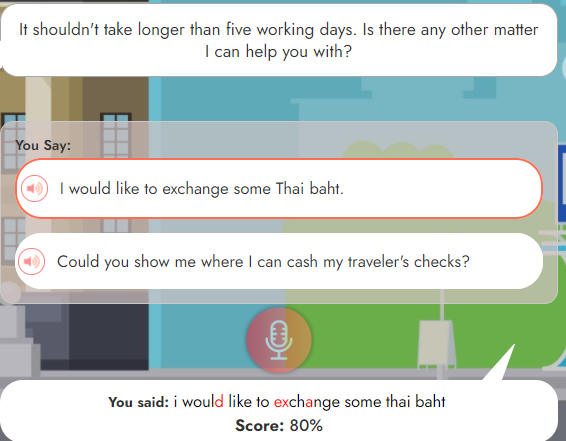 It shouldn't take longer than five working days. Is there any other matter
I can help you with?
You Say:
I would like to exchange some Thai baht.
Could you show me where I can cash my traveler's checks?
You said: i would like to exchange some thai baht
Score: 80%